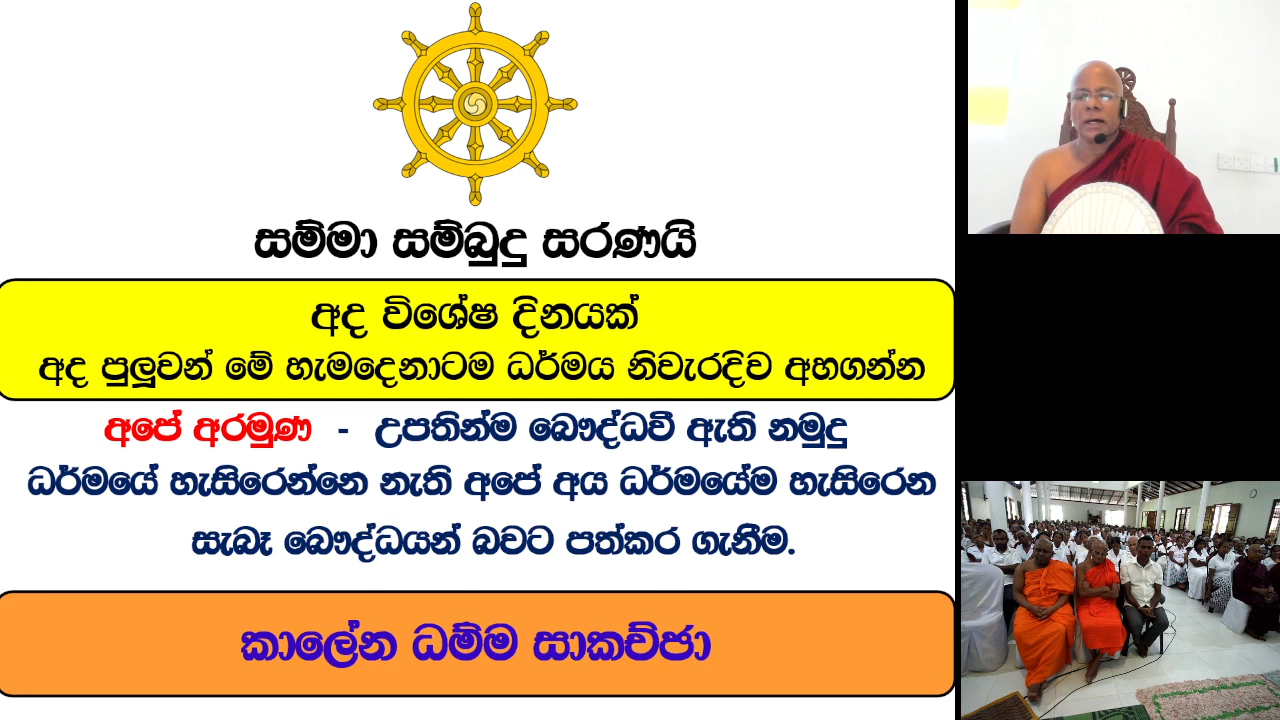 සම්මා සම්බුදු සරණයි
අද විශේෂ දිනයක්
අද පුලුවන් මේ හැමදෙනාටම ධර්මය නිවැරදිව අහගන්න
අපේ අරමුණ - උපතින්ම බෞද්ධවී ඇති නමුදු
ධර්මයේ හැසිරෙන්නෙ නැති අපේ අය ධර්මයේම හැසිරෙන
සැබෑ බෞද්ධයන් බවට පත්කර ගැනීම.
කාලේන ධම්ම සාකච්ඡා